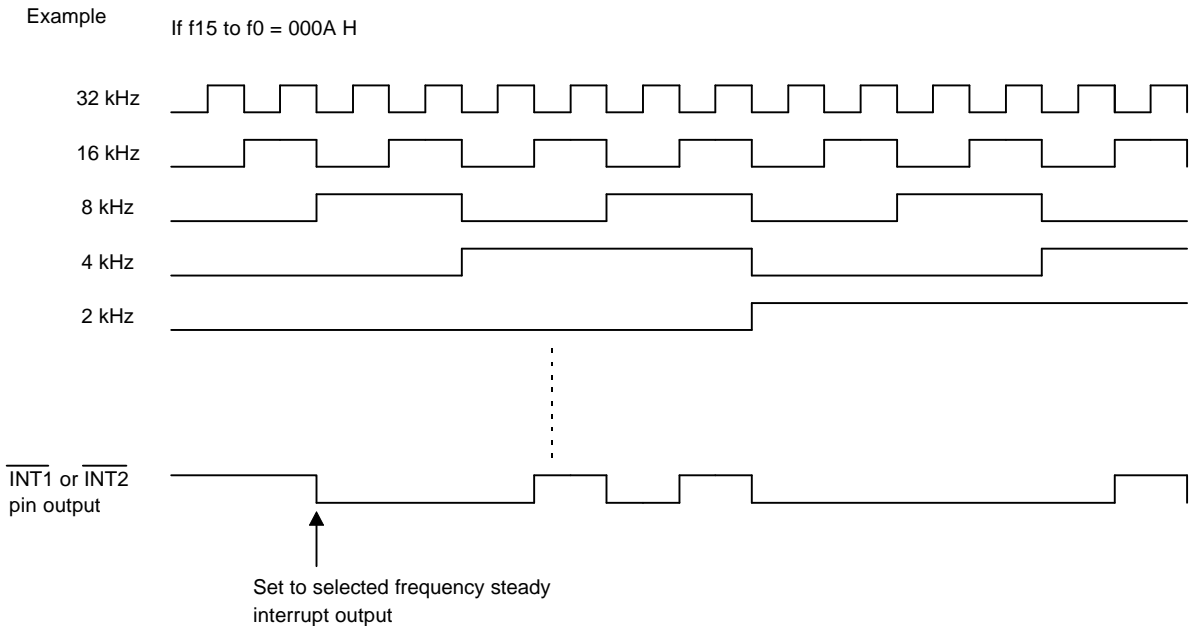 Example
If f15 to f0 = 000A H
32 kHz
16 kHz
8 kHz
4 kHz
2 kHz
INT1 or INT2
pin output
Set to selected frequency steady
interrupt output